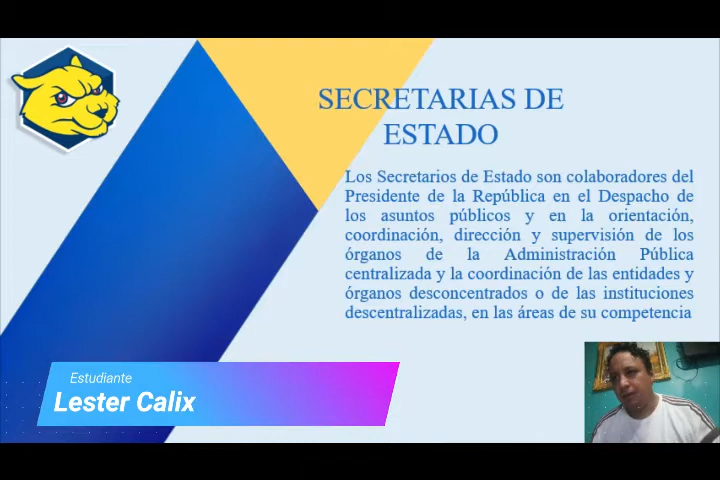 SECRETARIAS DE
ESTADO
Los Secretarios de Estado son colaboradores del
Presidente de la República en el Despacho de
los asuntos públicos y en la orientación,
coordinación, dirección y supervisión de los
órganos de la Administración Pública
centralizada y la coordinación de las entidades y
órganos desconcentrados o de las instituciones
descentralizadas, en las áreas de su competencia
Estudiante
Lester Calix